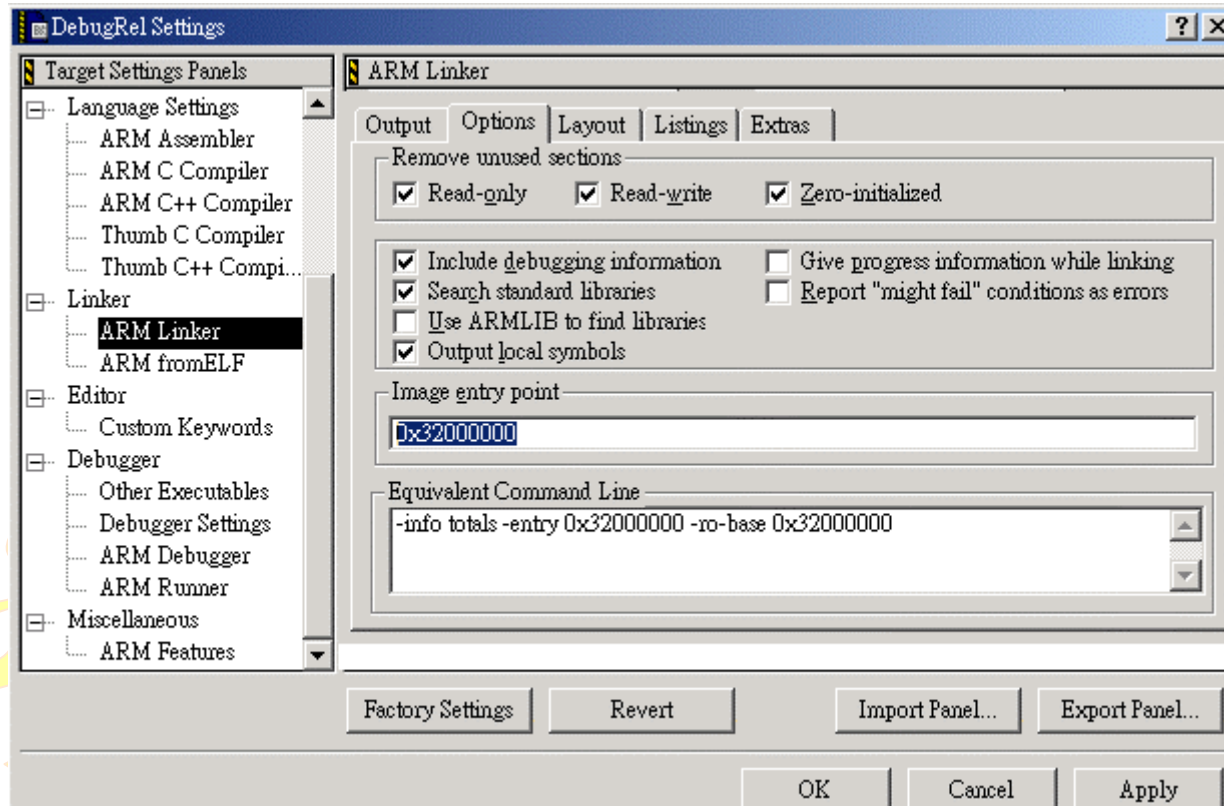 DebugRel Settings
Target Settings Panels
Language Settings
ARM Assembler
ARM C Compiler
ARM C++ Compiler
Thumb C Compiler
Thumb C++ Compi...
Linker
ARM Linker
ARM fromELF
Editor
Custom Keywords
Debugger
Other Executables
Debugger Settings
ARM Debugger
ARM Runner
Miscellaneous
ARM Features
ARM Linker
Output Options Layout Listings Extras
Remove unused sections
Read-only Read-write Zero-initialized
Include debugging information Give progress information while linking
Search standard libraries Report "might fail" conditions as errors
Use ARMLIB to find libraries
Output local symbols
Image entry point
0x32000000
Equivalent Command Line
-info totals -entry 0x32000000 -ro-base 0x32000000
Factory Settings Revert Import Panel... Export Panel...
OK Cancel Apply